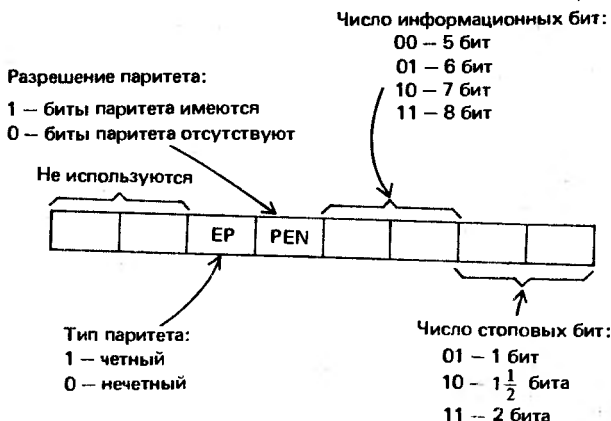 Число информационных бит:
00 – 5 бит
01 – 6 бит
10 – 7 бит
11 – 8 бит
Разрешение паритета:
1 – биты паритета имеются
0 – биты паритета отсутствуют
Не используются
EP PEN
Тип паритета:
1 – четный
0 – нечетный
Число стоповых бит:
01 – 1 бит
10 - 1 1/2 бита
11 -- 2 бита